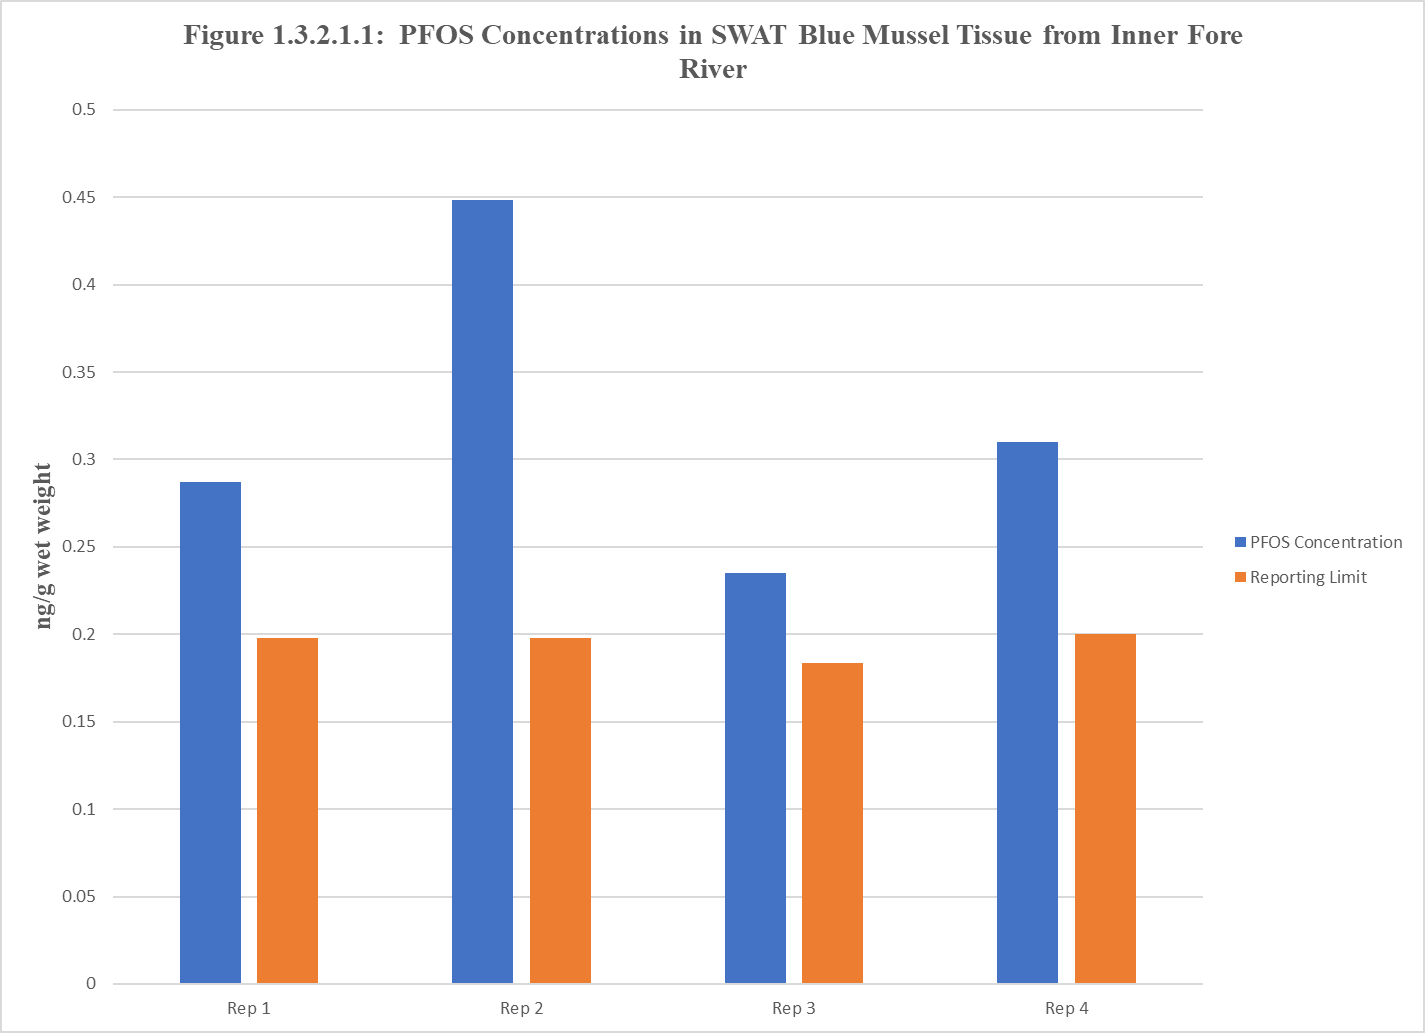 Figure 1.3.2.1.1:  PFOS Concentrations in SWAT Blue Mussel Tissue from Inner Fore
River
0.5
0.45
0.4
0.35
0.3
0.25
0.2
0.15
0.1
0.05
0
ng/g wet weight
Rep 1
Rep 2
Rep 3
Rep 4
PFOS Concentration
Reporting Limit